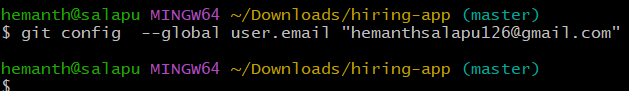 hemanth@salapu MINGW64 ~/Downloads/hiring-app (master)
$ git config  --global user.email "hemanthsalapu126@gmail.com"
hemanth@salapu MINGW64 ~/Downloads/hiring-app (master)
$